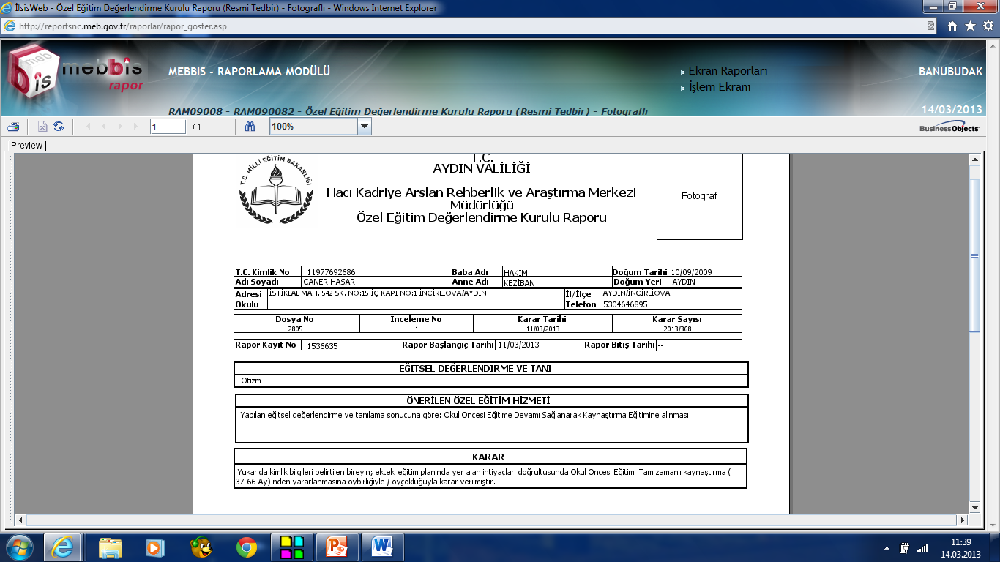 İlsisWeb - Özel Eğitim Değerlendirme Kurulu Raporu (Resmi Tedbir) - Fotograflı - Windows Internet Explorer
http://reportsnc.meb.gov.tr/raporlar/rapor_goster.asp
meb
bis
mebbis
rapor
MEBBIS - RAPORLAMA MODÜLÜ
Ekran Raporları
İşlem Ekranı
BANUBUDAK
RAM09008 - RAM090082 - Özel Eğitim Değerlendirme Kurulu Raporu (Resmi Tedbir) - Fotograflı
14/03/2013
1 / 1 100%
BusinessObjects
Preview
T.C. MİLLİ EĞİTİM BAKANLIĞI
T.C.
AYDIN VALİLİĞİ
Hacı Kadriye Arslan Rehberlik ve Araştırma Merkezi
Müdürlüğü
Özel Eğitim Değerlendirme Kurulu Raporu
Fotograf
T.C. Kimlik No 11977692686 Baba Adı HAKİM Doğum Tarihi 10/09/2009
Adı Soyadı CANER HASAR Anne Adı KEZİBAN Doğum Yeri AYDIN
Adresi İSTİKLAL MAH. 542 SK. NO:15 İÇ KAPI NO:1 İNCİRLİOVA/AYDIN İl/İlçe AYDIN/İNCİRLİOVA
Okulu Telefon 5304646895
Dosya No İnceleme No Karar Tarihi Karar Sayısı
2805 1 11/03/2013 2013/368
Rapor Kayıt No 1536635 Rapor Başlangıç Tarihi 11/03/2013 Rapor Bitiş Tarihi --
EĞİTSEL DEĞERLENDİRME VE TANI
Otizm
ÖNERİLEN ÖZEL EĞİTİM HİZMETİ
Yapılan eğitsel değerlendirme ve tanılama sonucuna göre: Okul Öncesi Eğitime Devamı Sağlanarak Kaynaştırma Eğitimine alınması.
KARAR
Yukarıda kimlik bilgileri belirtilen bireyin; ekteki eğitim planında yer alan ihtiyaçları doğrultusunda Okul Öncesi Eğitim Tam zamanlı kaynaştırma (
37-66 Ay) nden yararlanmasına oybirliğiyle / oyçokluğuyla karar verilmiştir.
11:39
14.03.2013